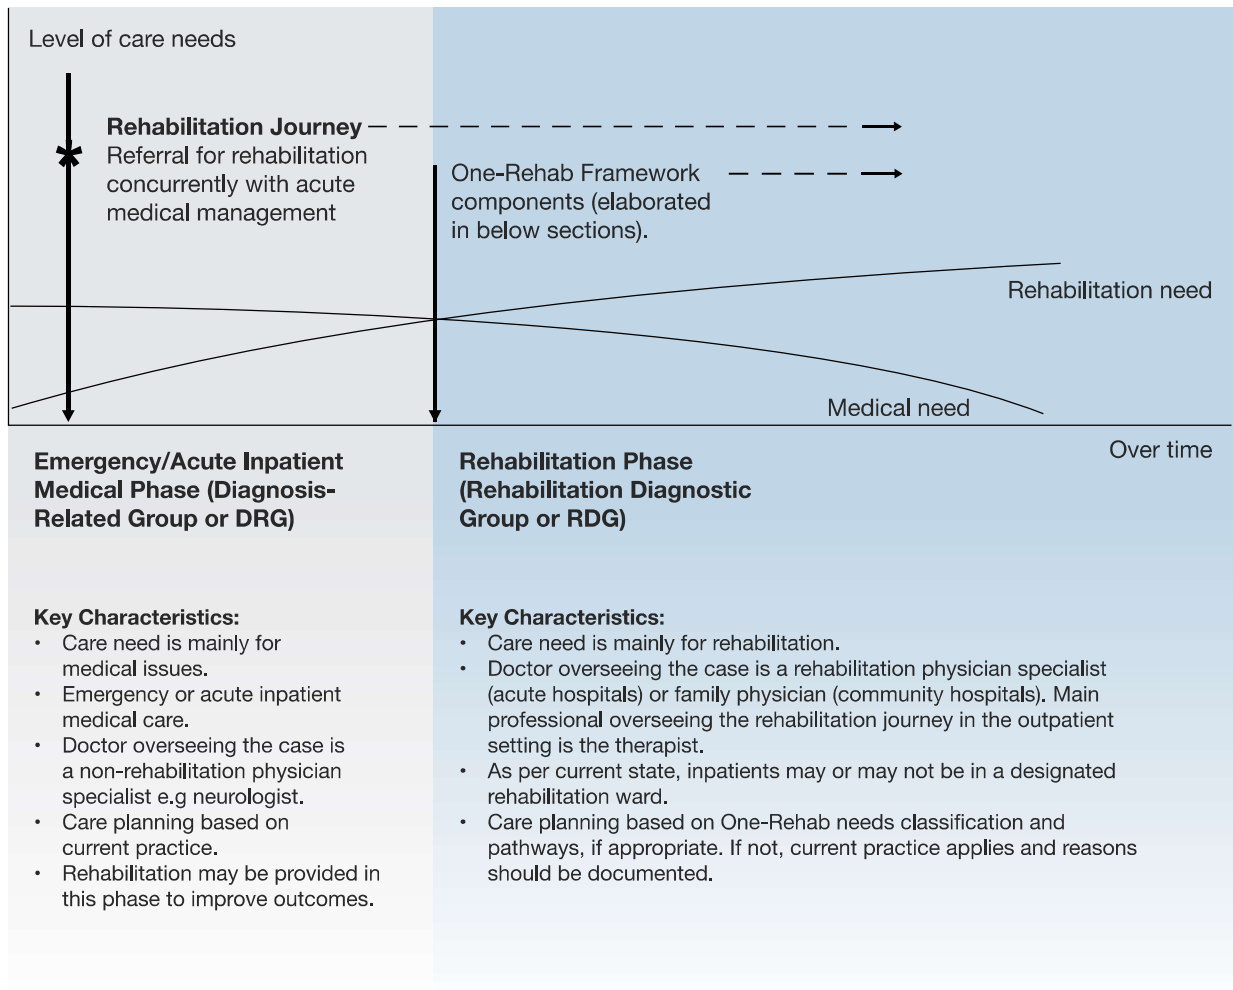 Level of care needs
Rehabilitation Journey
Referral for rehabilitation
concurrently with acute
medical management
*
One-Rehab Framework
components (elaborated
in below sections).
Rehabilitation need
Medical need
Over time
Emergency/Acute Inpatient
Medical Phase (Diagnosis-
Related Group or DRG)
Key Characteristics:
• Care need is mainly for
medical issues.
• Emergency or acute inpatient
medical care.
• Doctor overseeing the case is
a non-rehabilitation physician
specialist e.g neurologist.
• Care planning based on
current practice.
• Rehabilitation may be provided in
this phase to improve outcomes.
Rehabilitation Phase
(Rehabilitation Diagnostic
Group or RDG)
Key Characteristics:
• Care need is mainly for rehabilitation.
• Doctor overseeing the case is a rehabilitation physician specialist
(acute hospitals) or family physician (community hospitals). Main
professional overseeing the rehabilitation journey in the outpatient
setting is the therapist.
• As per current state, inpatients may or may not be in a designated
rehabilitation ward.
• Care planning based on One-Rehab needs classification and
pathways, if appropriate. If not, current practice applies and reasons
should be documented.